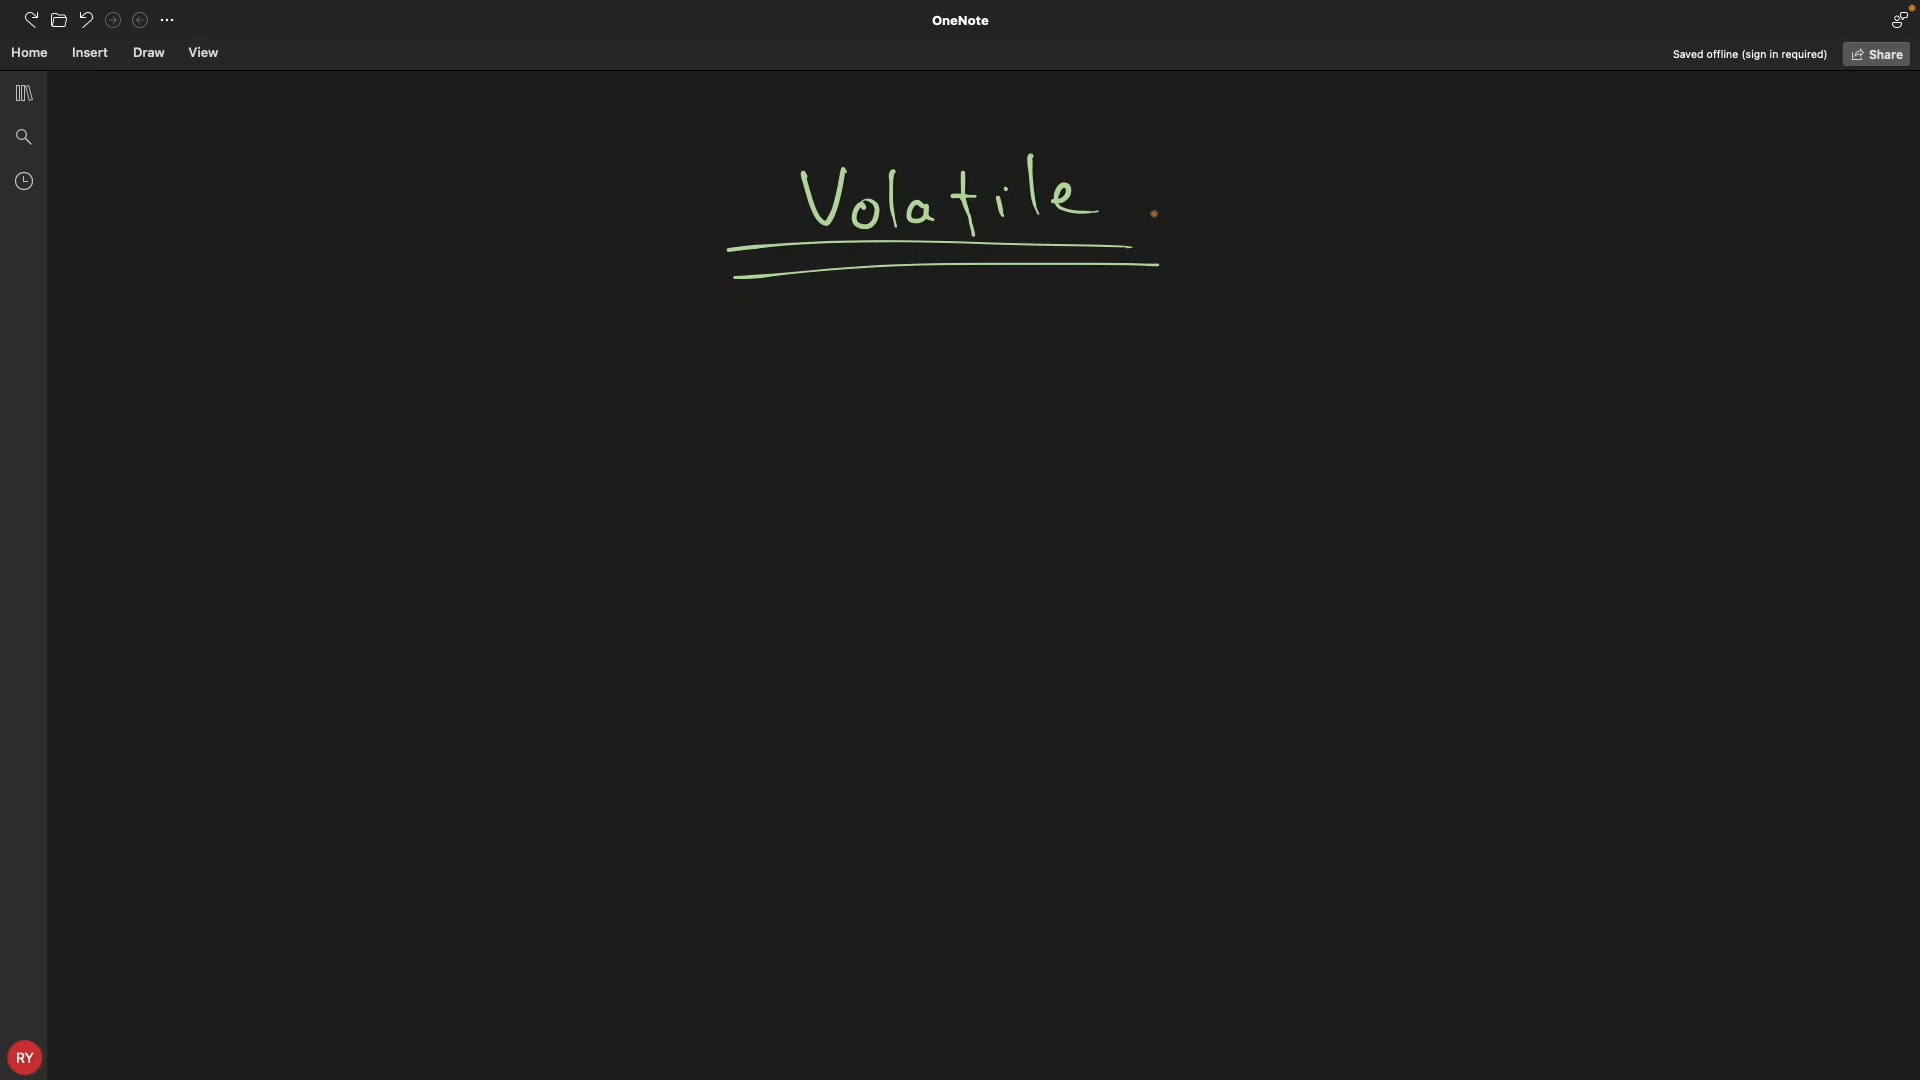 OneNote
Home Insert Draw View
Saved offline (sign in required) Share
Volatile
RY